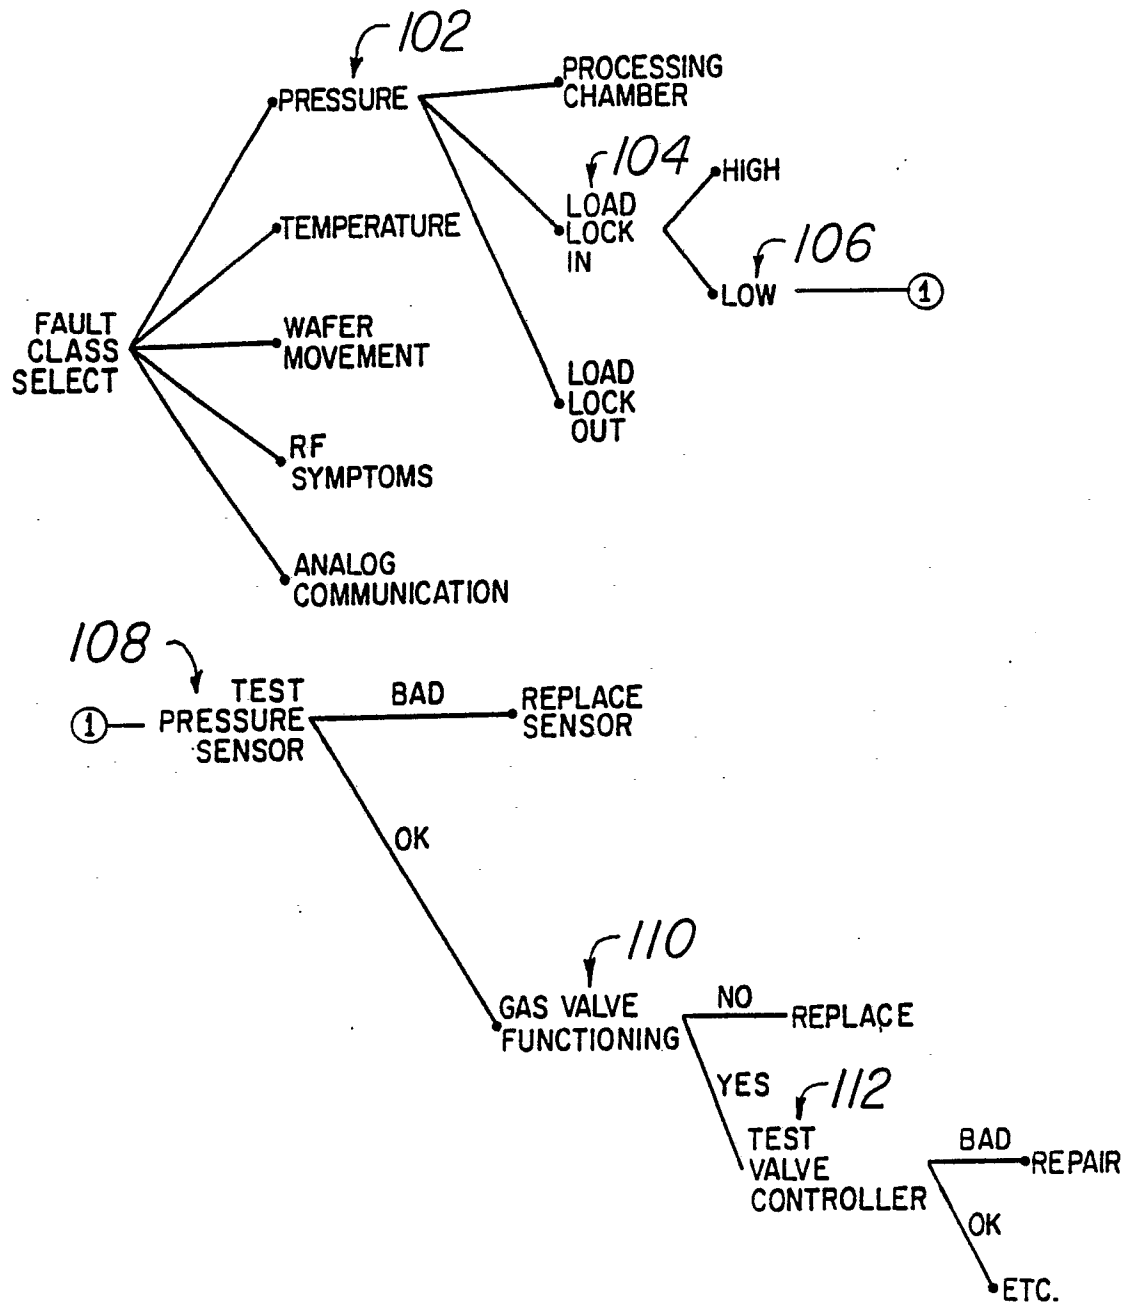 102
PRESSURE
PROCESSING
CHAMBER
104
LOAD
LOCK
IN
HIGH
106
LOW
1
TEMPERATURE
FAULT
CLASS
SELECT
WAFER
MOVEMENT
LOAD
LOCK
OUT
RF
SYMPTOMS
ANALOG
COMMUNICATION
108
1
TEST
PRESSURE
SENSOR
BAD
REPLACE
SENSOR
OK
110
GAS VALVE
FUNCTIONING
NO
REPLACE
YES
112
TEST
VALVE
CONTROLLER
BAD
REPAIR
OK
ETC.